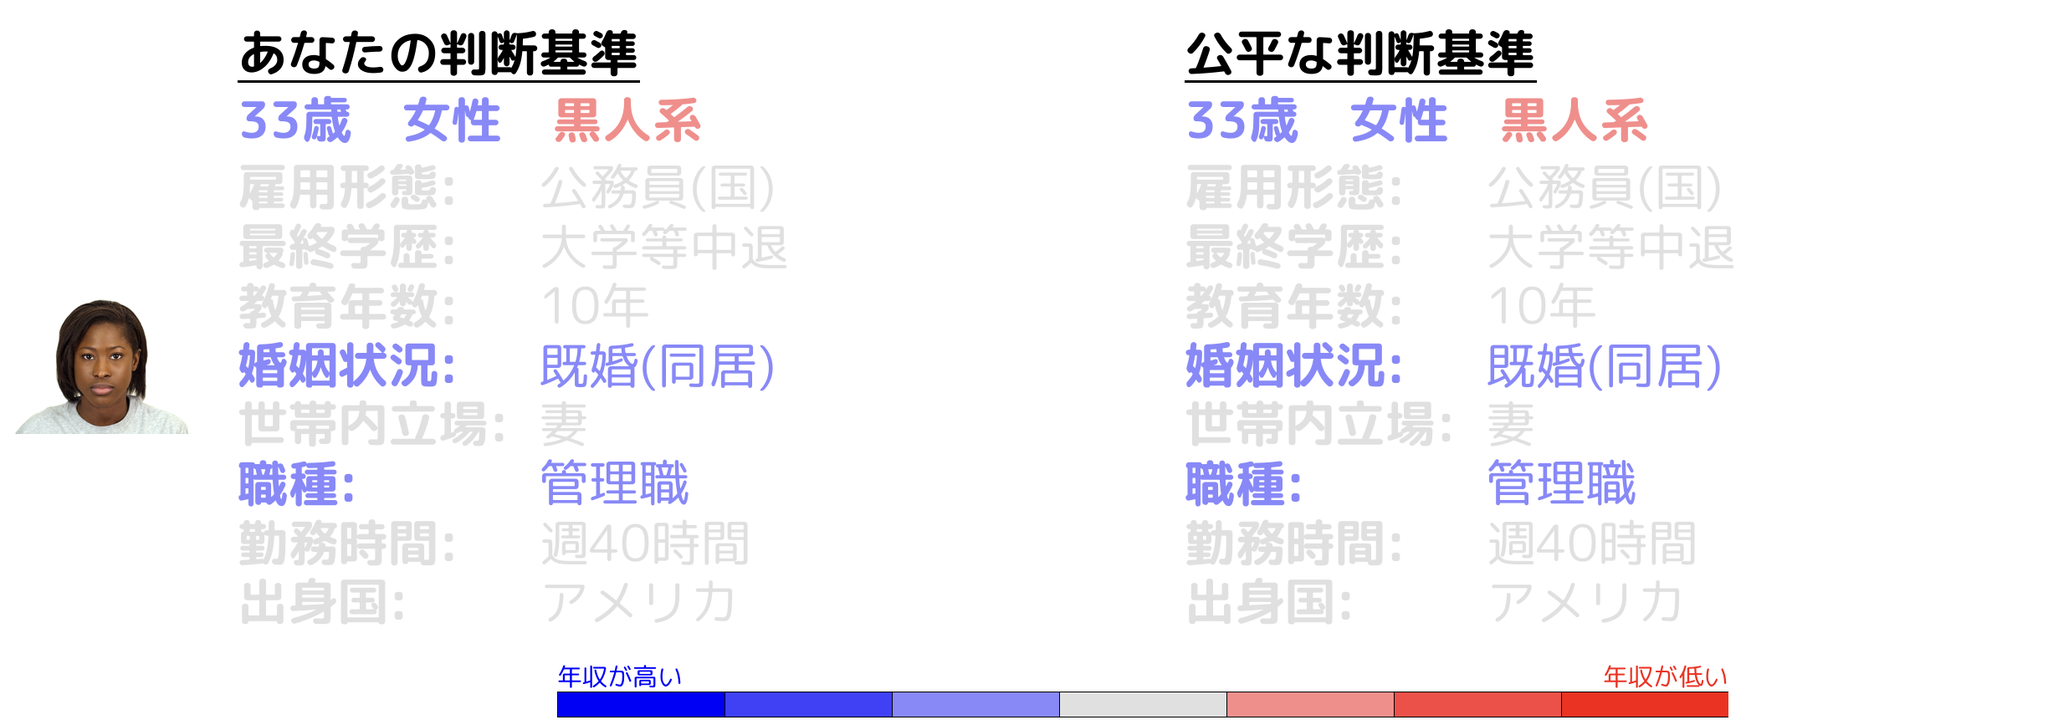 あなたの判断基準
33歳 女性 黒人系
雇用形態: 公務員(国)
最終学歴: 大学等中退
教育年数: 10年
婚姻状況: 既婚(同居)
世帯内立場: 妻
職種: 管理職
勤務時間: 週40時間
出身国: アメリカ
公平な判断基準
33歳 女性 黒人系
雇用形態: 公務員(国)
最終学歴: 大学等中退
教育年数: 10年
婚姻状況: 既婚(同居)
世帯内立場: 妻
職種: 管理職
勤務時間: 週40時間
出身国: アメリカ
年収が高い
年収が低い